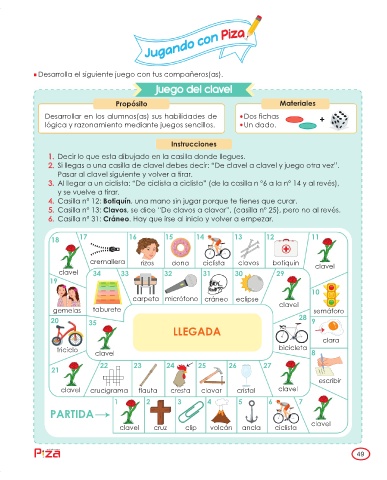 Jugando con Piza
Desarrolla el siguiente juego con tus compañeros(as).
Juego del clavel
Propósito
Desarrollar en los alumnos(as) sus habilidades de
lógica y razonamiento mediante juegos sencillos.
Materiales
Dos fichas
Un dado.
+
Instrucciones
1. Decir lo que esta dibujado en la casilla donde llegues.
2. Si llegas a una casilla de clavel debes decir: “De clavel a clavel y juego otra vez”.
Pasar al clavel siguiente y volver a tirar.
3. Al llegar a un ciclista: “De ciclista a ciclista” (de la casilla n°6 a la n° 14 y al revés),
y se vuelve a tirar.
4. Casilla n° 12: Botiquín, una mano sin jugar porque te tienes que curar.
5. Casilla n° 13: Clavos, se dice “De clavos a clavar”, (casilla n° 25), pero no al revés.
6. Casilla n° 31: Cráneo. Hay que irse al inicio y volver a empezar.
18 17 16 15 14 13 12 11
clavel cremallera rizos dona ciclista clavos botiquín clavel
19 34 33 32 31 30 29 10
gemelas tabureto carpeta micrófono cráneo eclipse clavel semáforo
20 35 28 9
triciclo clavel LLEGADA bicicleta clara
8
escribir
21 22 23 24 25 26 27
clavel crucigrama flauta cresta clavar cristal clavel
PARTIDA
1 2 3 4 5 6 7
clavel cruz clip volcán ancla ciclista clavel
Piza
49